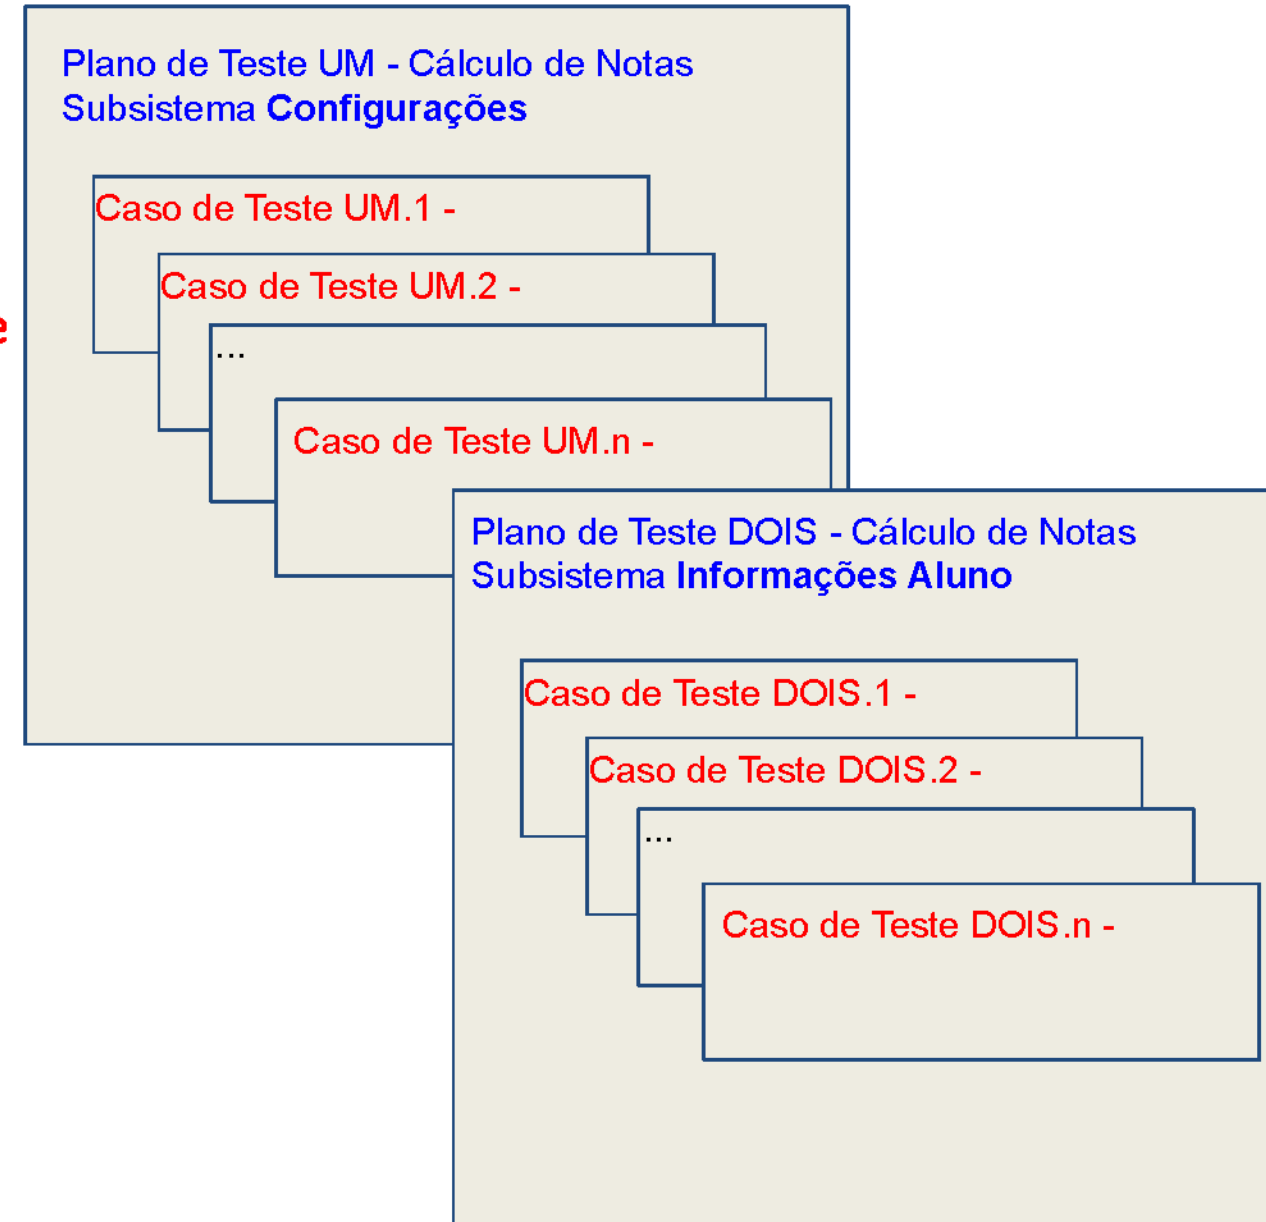 Plano de Teste UM - Cálculo de Notas
Subsistema Configurações
Caso de Teste UM.1 -
Caso de Teste UM.2 -
...
Caso de Teste UM.n -
Plano de Teste DOIS - Cálculo de Notas
Subsistema Informações Aluno
Caso de Teste DOIS.1 -
Caso de Teste DOIS.2 -
...
Caso de Teste DOIS.n -